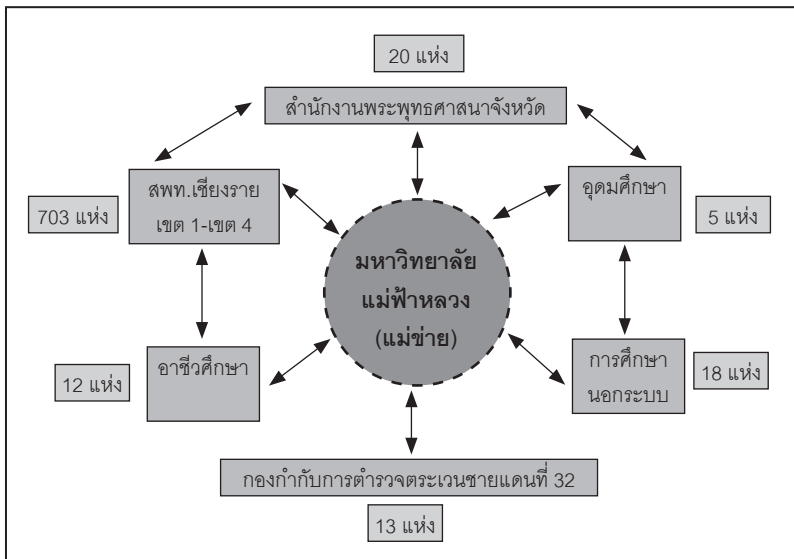 20 แห่ง
สำนักงานพระพุทธศาสนาจังหวัด
สพท.เชียงราย
เขต 1-เขต 4
703 แห่ง
อุดมศึกษา
5 แห่ง
มหาวิทยาลัย
แม่ฟ้าหลวง
(แม่ข่าย)
อาชีวศึกษา
12 แห่ง
การศึกษา
นอกระบบ
18 แห่ง
กองกำกับการตำรวจตระเวนชายแดนที่ 32
13 แห่ง